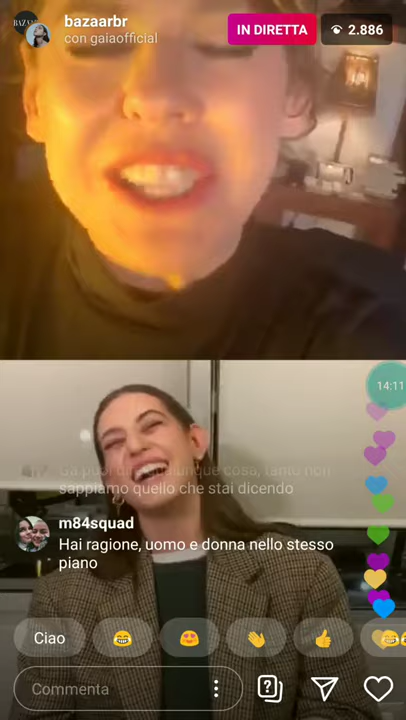 BAZAAR
bazaarbr
con gaiaofficial
IN DIRETTA
2.886
14:11
sappiamo quello che stai dicendo
m84squad
Hai ragione, uomo e donna nello stesso
piano
Ciao
Commenta